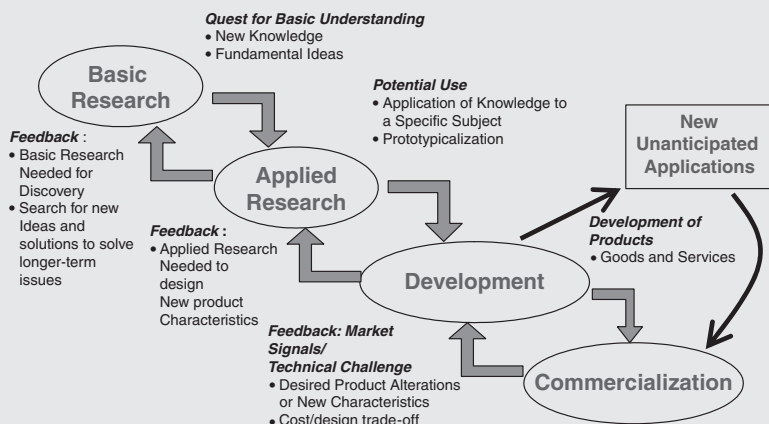 Quest for Basic Understanding
• New Knowledge
• Fundamental Ideas
Basic
Research
Potential Use
• Application of Knowledge to
a Specific Subject
• Prototypicalization
New
Unanticipated
Applications
Feedback :
• Basic Research
Needed for
Discovery
• Search for new
Ideas and
solutions to solve
longer-term
issues
Applied
Research
Feedback :
• Applied Research
Needed to
design
New product
Characteristics
Development of
Products
• Goods and Services
Development
Feedback: Market
Signals/
Technical Challenge
• Desired Product Alterations
or New Characteristics
• Cost/design trade-off
Commercialization